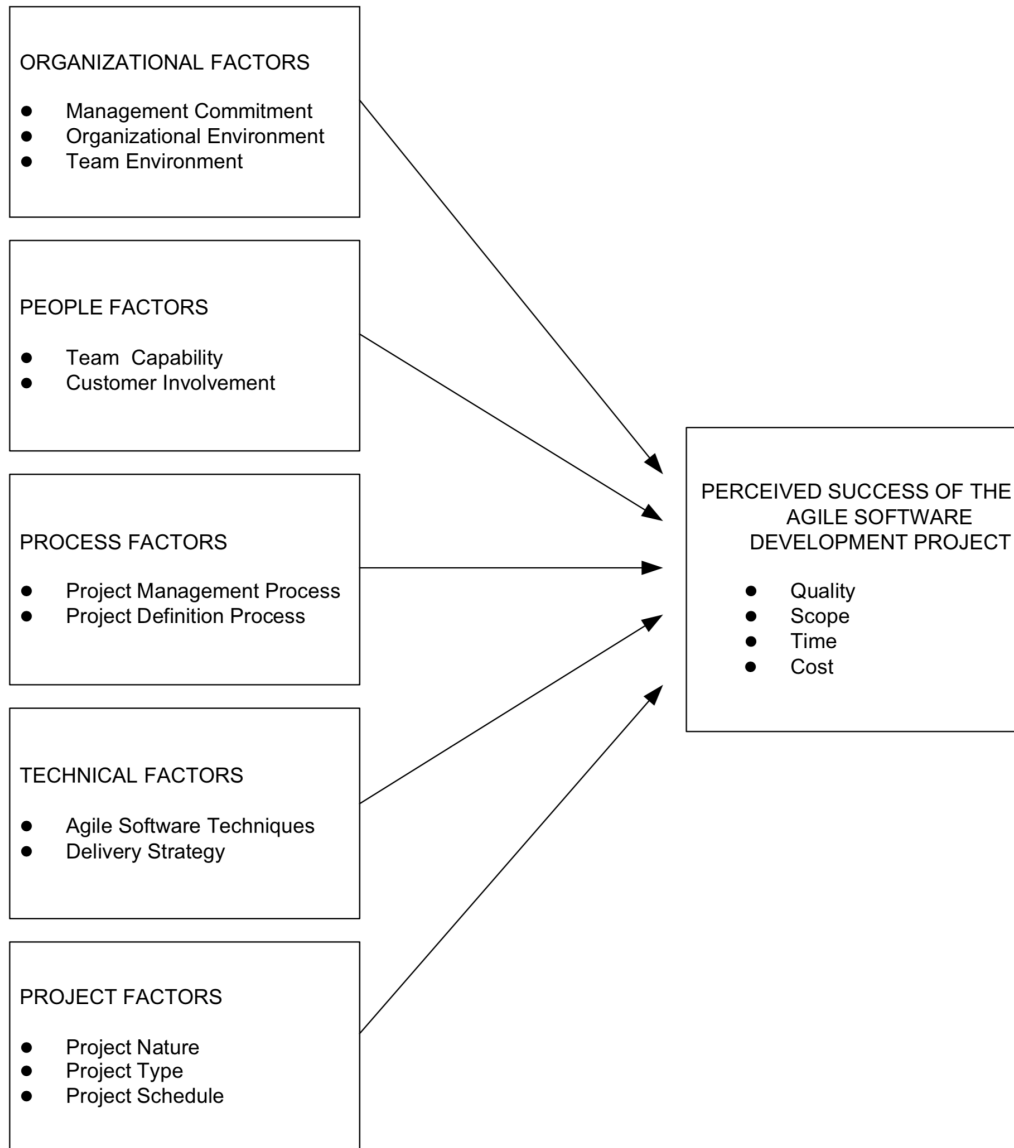 ORGANIZATIONAL FACTORS
● Management Commitment
● Organizational Environment
● Team Environment
PEOPLE FACTORS
● Team Capability
● Customer Involvement
PROCESS FACTORS
● Project Management Process
● Project Definition Process
TECHNICAL FACTORS
● Agile Software Techniques
● Delivery Strategy
PROJECT FACTORS
● Project Nature
● Project Type
● Project Schedule
PERCEIVED SUCCESS OF THE
AGILE SOFTWARE
DEVELOPMENT PROJECT
● Quality
● Scope
● Time
● Cost